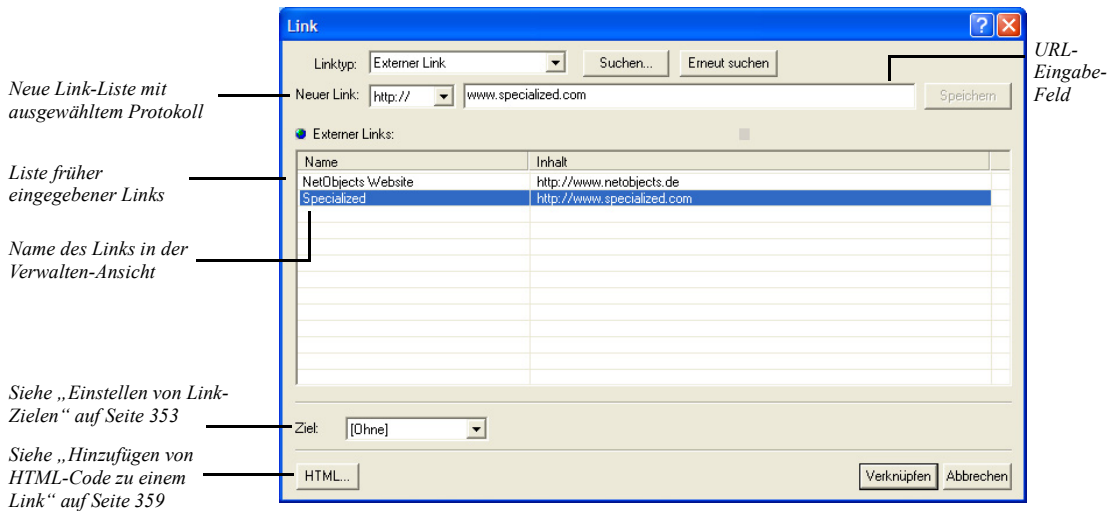 Link
Linktyp: Externer Link Suchen... Erneut suchen
URL-
Eingabe-
Feld
Neue Link-Liste mit
ausgewähltem Protokoll
Neuer Link: http:// www.specialized.com Speichern
Externer Links:
Name Inhalt
NetObjects Website http://www.netobjects.de
Specialized http://www.specialized.com
Liste früher
eingegebener Links
Name des Links in der
Verwalten-Ansicht
Siehe „Einstellen von Link-
Zielen“ auf Seite 353
Ziel: [Ohne]
Siehe „Hinzufügen von
HTML-Code zu einem
Link“ auf Seite 359
HTML... Verknüpfen Abbrechen